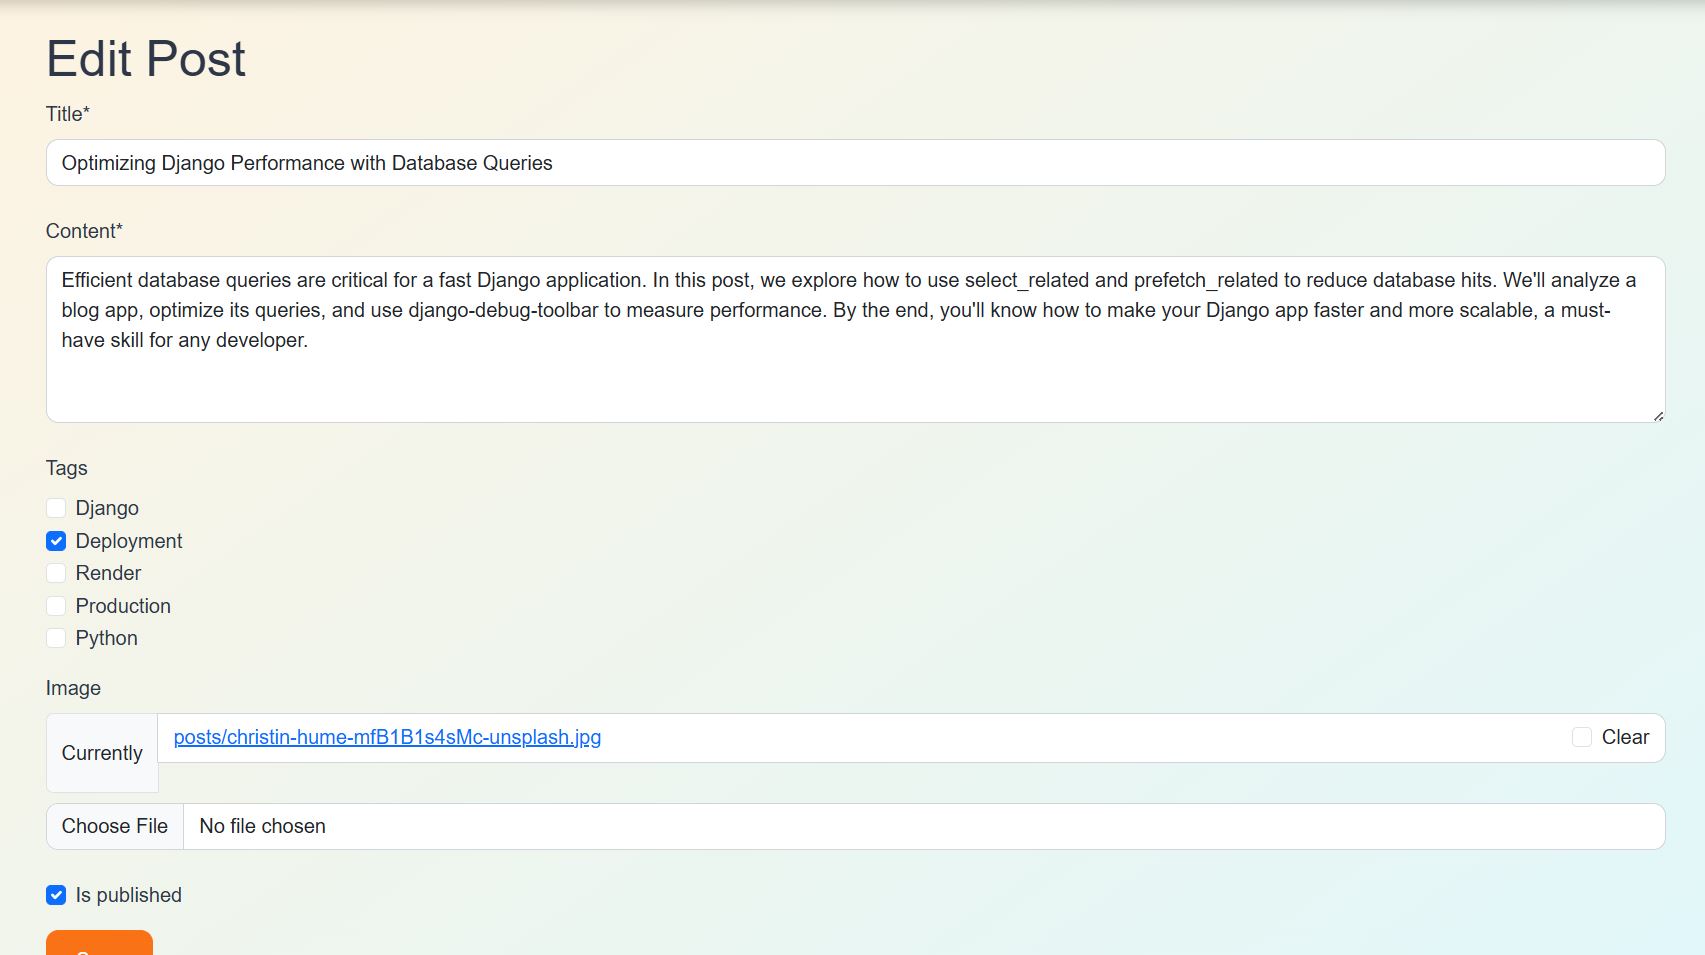 Edit Post
Title*
Optimizing Django Performance with Database Queries
Content*
Efficient database queries are critical for a fast Django application. In this post, we explore how to use select_related and prefetch_related to reduce database hits. We'll analyze a
blog app, optimize its queries, and use django-debug-toolbar to measure performance. By the end, you'll know how to make your Django app faster and more scalable, a must-
have skill for any developer.
Tags
Django
Deployment
Render
Production
Python
Image
Currently
posts/christin-hume-mfB1B1s4sMc-unsplash.jpg
Clear
Choose File
No file chosen
Is published